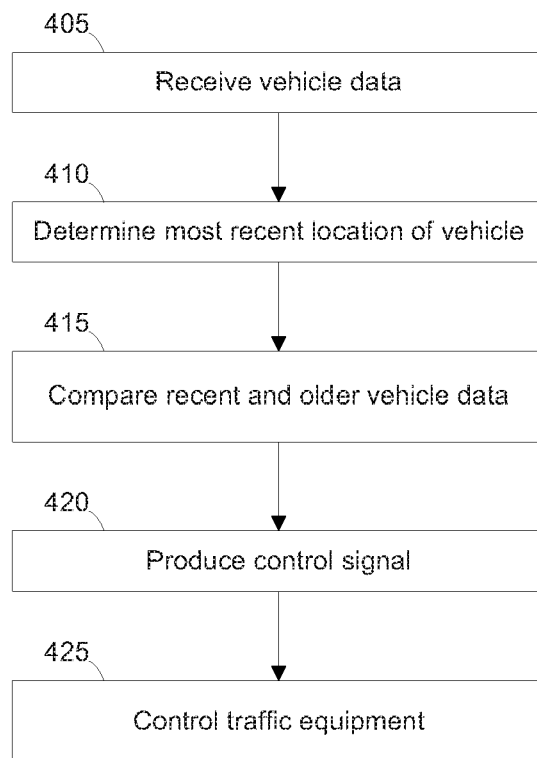 405
Receive vehicle data
410
Determine most recent location of vehicle
415
Compare recent and older vehicle data
420
Produce control signal
425
Control traffic equipment